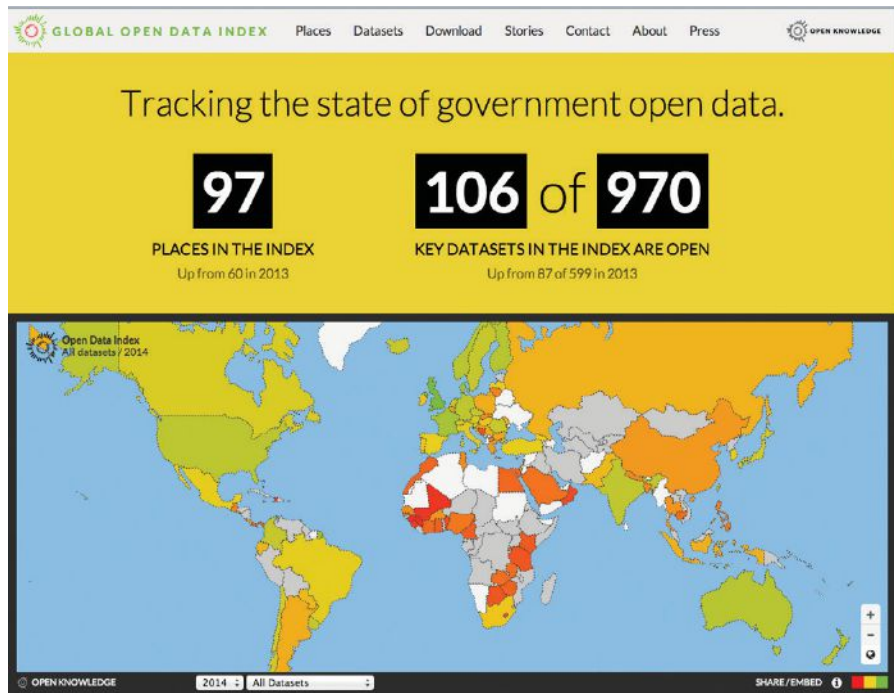 GLOBAL OPEN DATA INDEX Places Datasets Download Stories Contact About Press OPEN KNOWLEDGE
Tracking the state of government open data.
97 106 of 970
PLACES IN THE INDEX KEY DATASETS IN THE INDEX ARE OPEN
Up from 60 in 2013 Up from 87 of 599 in 2013
Open Data Index
All datasets / 2014
+
-
OPEN KNOWLEDGE 2014 All Datasets SHARE/EMBED i